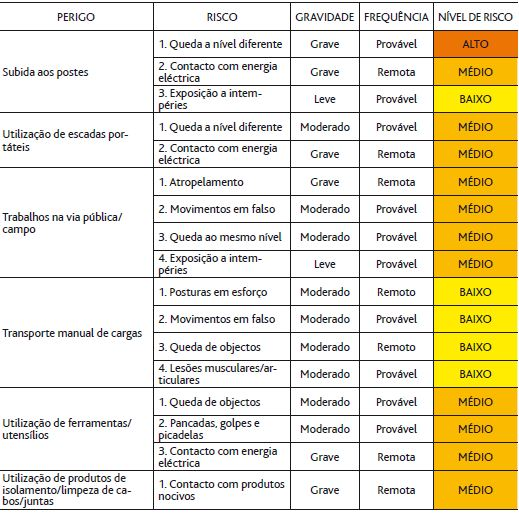 PERIGO RISCO GRAVIDADE FREQUÊNCIA NÍVEL DE RISCO
Subida aos postes
1. Queda a nível diferente Grave Provável ALTO
2. Contacto com energia
eléctrica Grave Remota MÉDIO
3. Exposição a intem-
péries Leve Provável BAIXO
Utilização de escadas por-
táteis
1. Queda a nível diferente Moderado Provável MÉDIO
2. Contacto com energia
eléctrica Grave Remota MÉDIO
Trabalhos na via pública/
campo
1. Atropelamento Grave Remota MÉDIO
2. Movimentos em falso Moderado Provável MÉDIO
3. Queda ao mesmo nível Moderado Provável MÉDIO
4. Exposição a intem-
péries Leve Provável MÉDIO
Transporte manual de cargas
1. Posturas em esforço Moderado Remoto BAIXO
2. Movimentos em falso Moderado Provável BAIXO
3. Queda de objectos Moderado Remoto BAIXO
4. Lesões musculares/ar-
ticulares Moderado Provável BAIXO
Utilização de ferramentas/
utensílios
1. Queda de objectos Moderado Provável MÉDIO
2. Pancadas, golpes e
picadelas Moderado Provável MÉDIO
3. Contacto com energia
eléctrica Grave Remota MÉDIO
Utilização de produtos de
isolamento/limpeza de ca-
bos/juntas
1. Contacto com produtos
nocivos Grave Remota MÉDIO